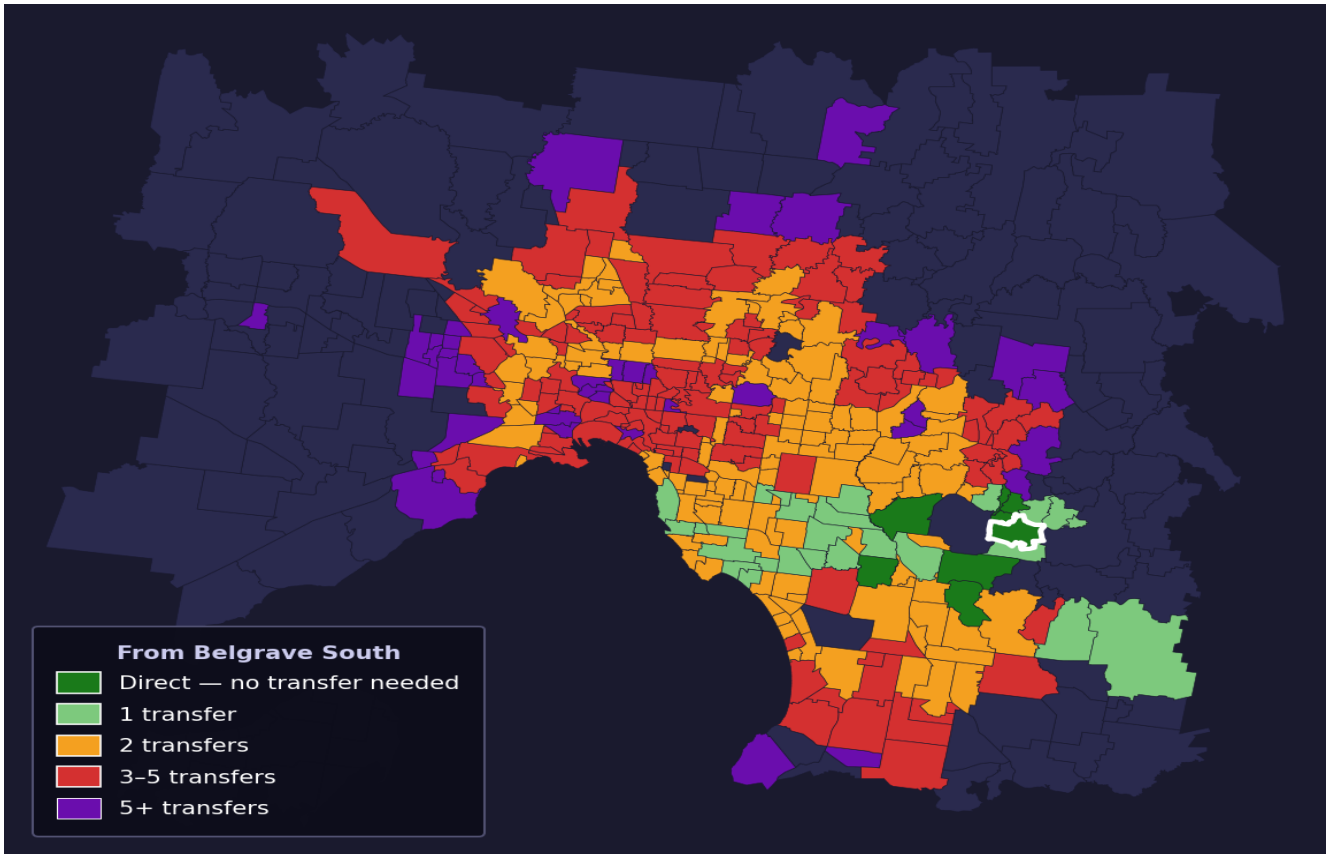 From Belgrave South
Direct — no transfer needed
1 transfer
2 transfers
3–5 transfers
5+ transfers